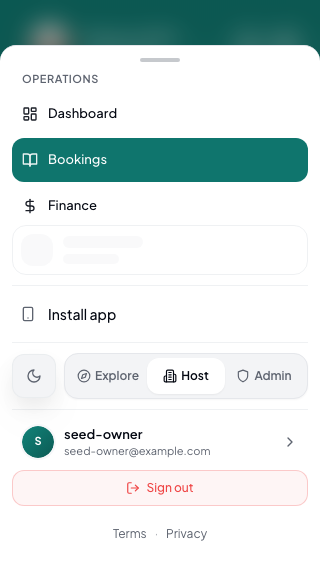 OPERATIONS
Dashboard
Bookings
Finance
Install app
Explore Host Admin
S
seed-owner
seed-owner@example.com
Sign out
Terms · Privacy